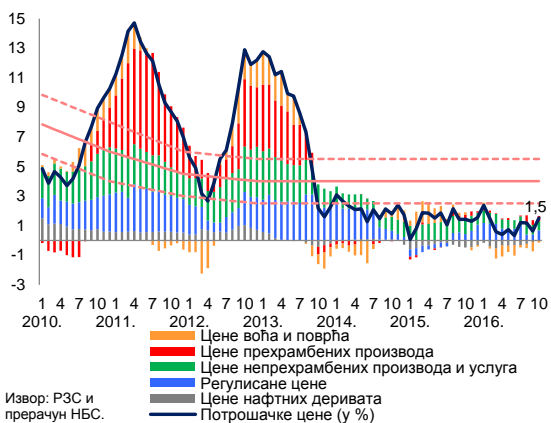 15
13
11
9
7
5
3
1
-1
-3
1,5
1 4 7 10 1 4 7 10 1 4 7 10 1 4 7 10 1 4 7 10 1 4 7 10 1 4 7 10
2010. 2011. 2012. 2013. 2014. 2015. 2016.
Цене воћа и поврћа
Цене прехрамбених производа
Цене непрехрамбених производа и услуга
Регулисане цене
Цене нафтних деривата
Потрошачке цене (у %)
Извор: РЗС и
прерачун НБС.